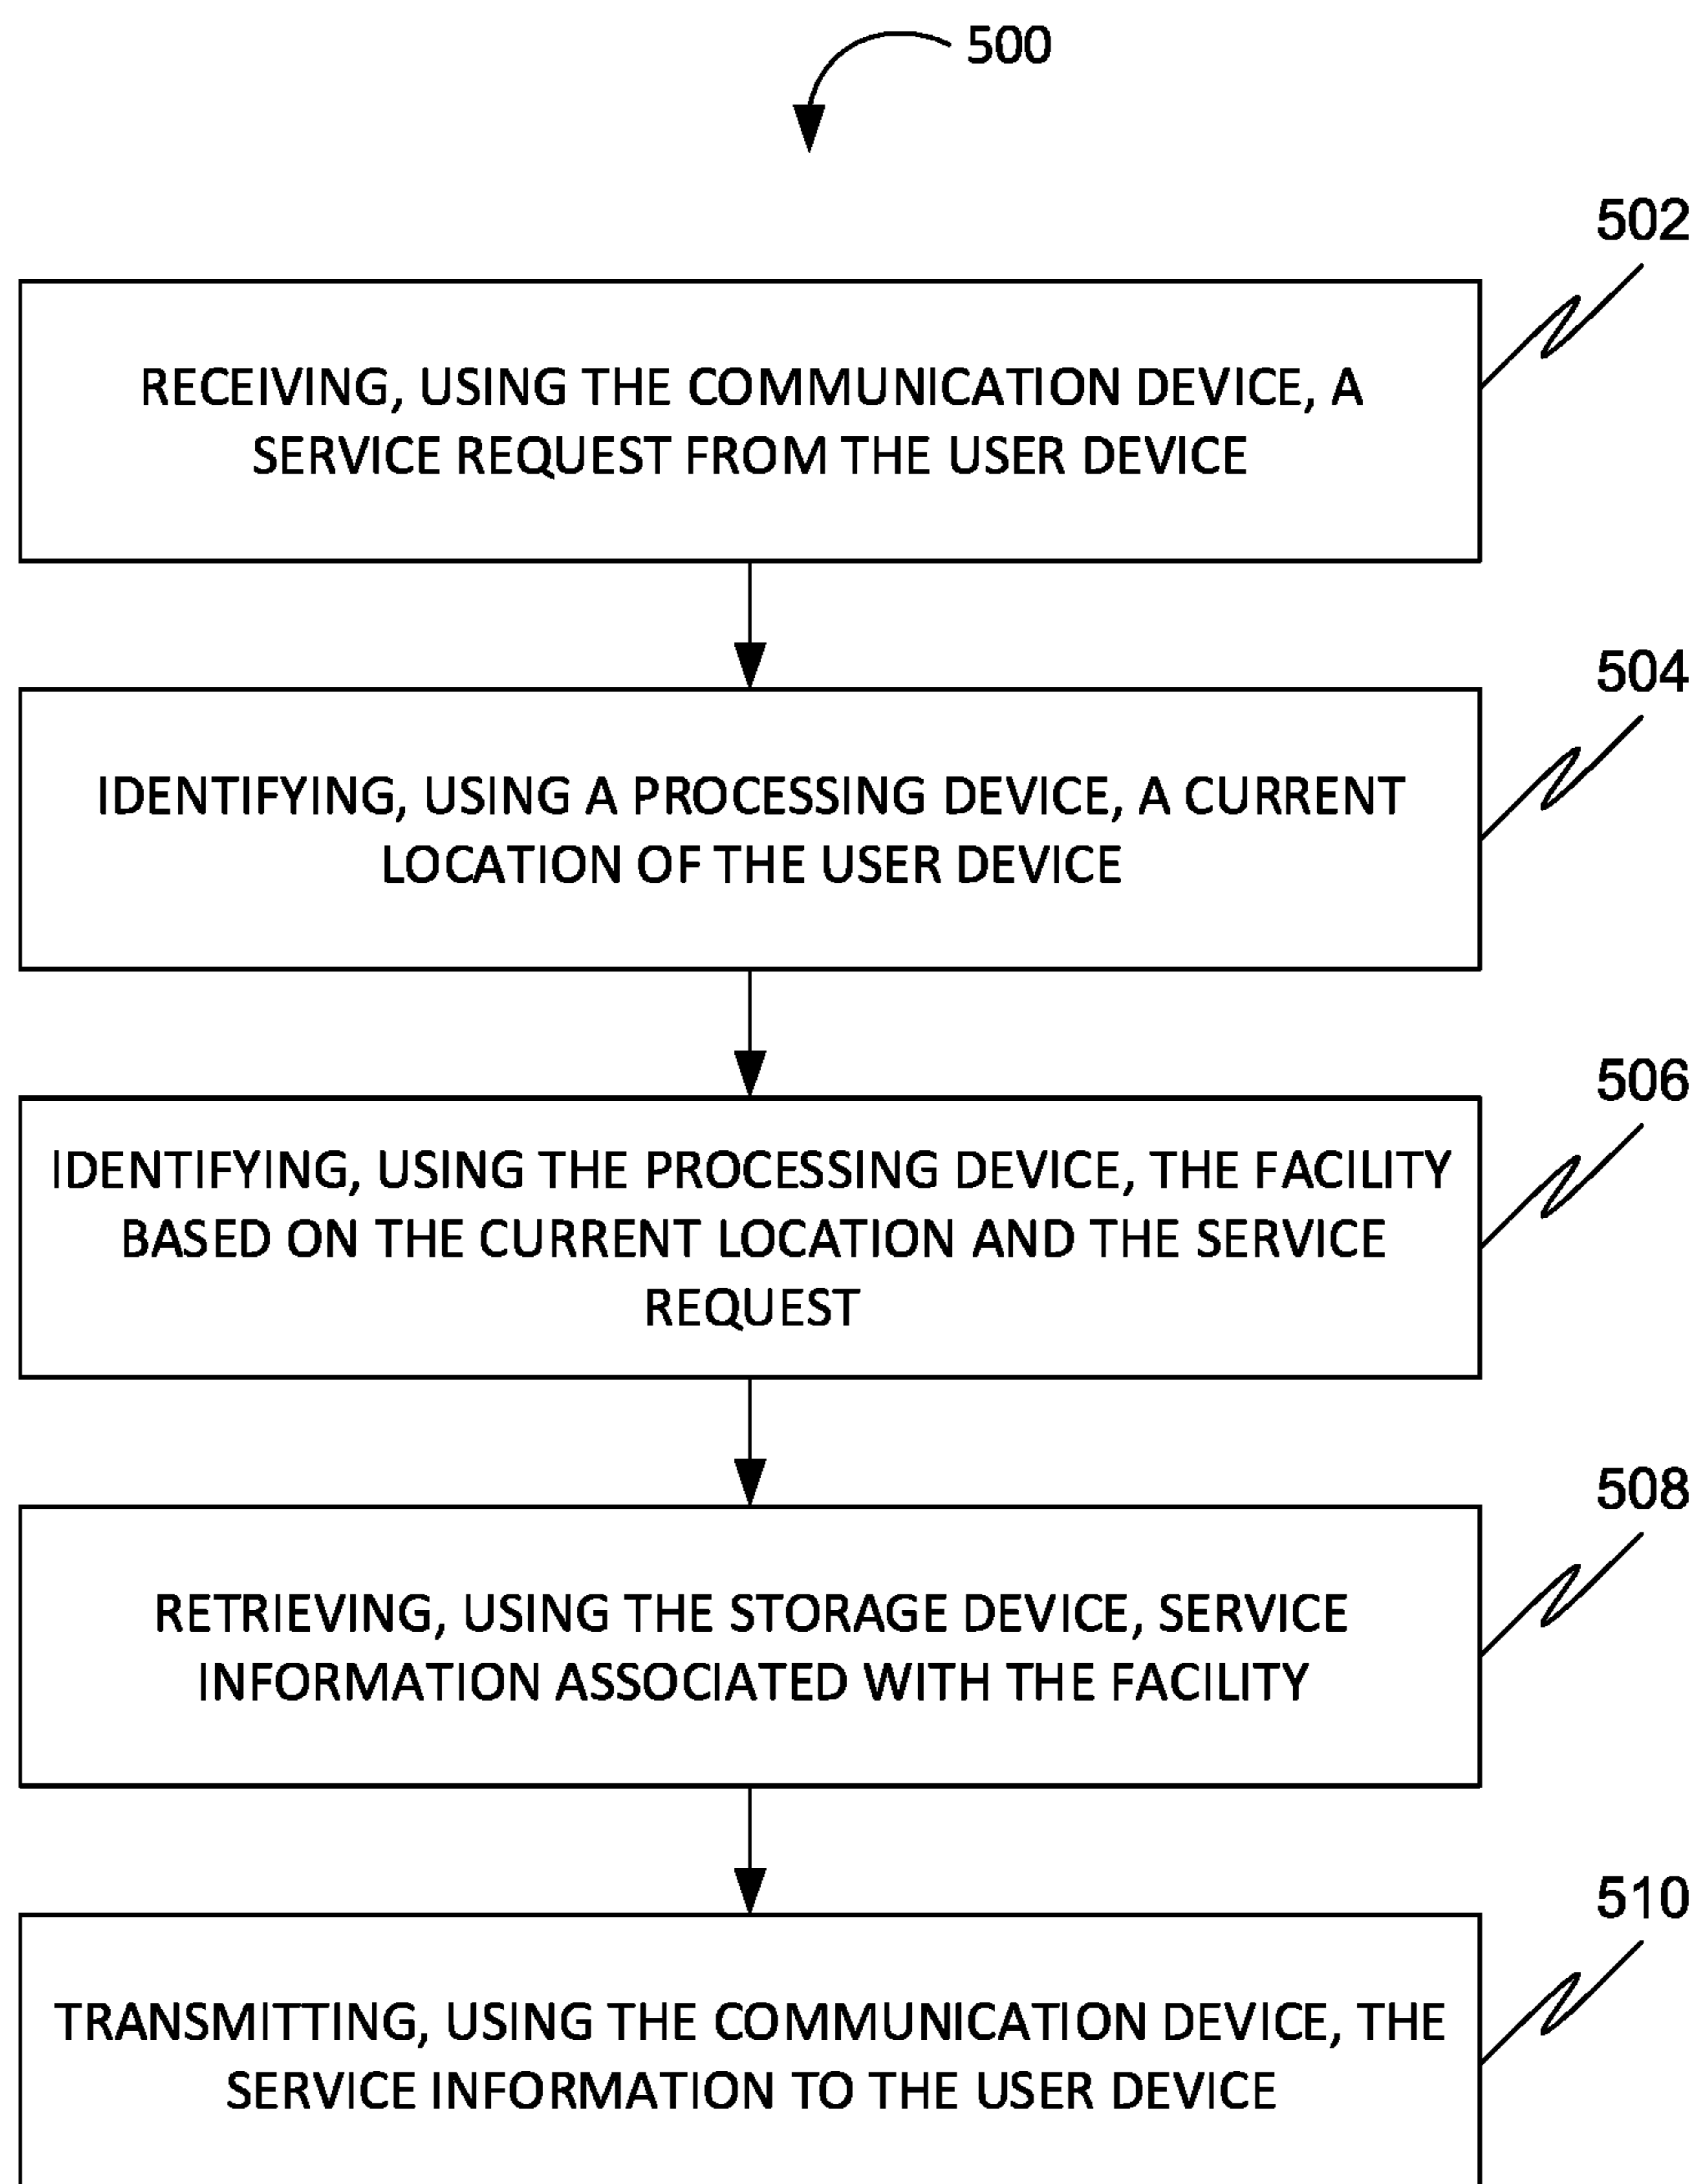 500
502
RECEIVING, USING THE COMMUNICATION DEVICE, A
SERVICE REQUEST FROM THE USER DEVICE
504
IDENTIFYING, USING A PROCESSING DEVICE, A CURRENT
LOCATION OF THE USER DEVICE
506
IDENTIFYING, USING THE PROCESSING DEVICE, THE FACILITY
BASED ON THE CURRENT LOCATION AND THE SERVICE
REQUEST
508
RETRIEVING, USING THE STORAGE DEVICE, SERVICE
INFORMATION ASSOCIATED WITH THE FACILITY
510
TRANSMITTING, USING THE COMMUNICATION DEVICE, THE
SERVICE INFORMATION TO THE USER DEVICE